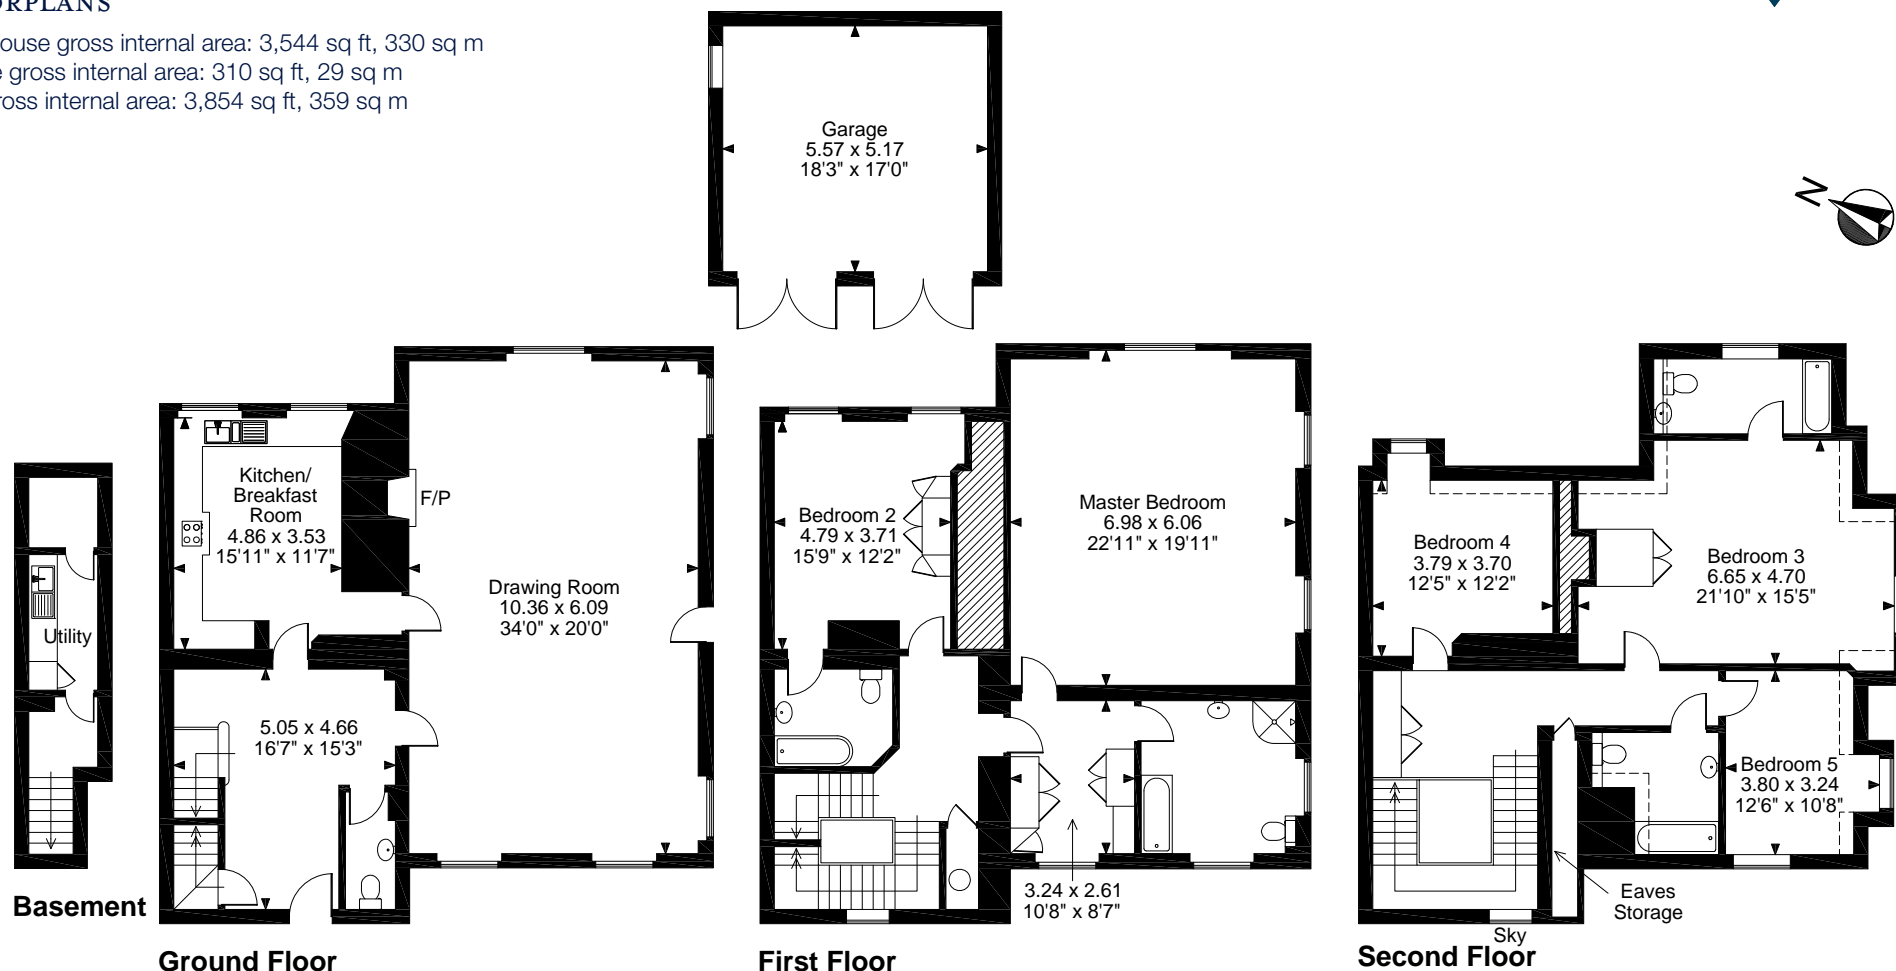 ORPLANS
ouse gross internal area: 3,544 sq ft, 330 sq m
e gross internal area: 310 sq ft, 29 sq m
ross internal area: 3,854 sq ft, 359 sq m
Garage
5.57 x 5.17
18'3" x 17'0"
N
Utility
Basement
Kitchen/
Breakfast
Room
4.86 x 3.53
15'11" x 11'7"
F/P
Drawing Room
10.36 x 6.09
34'0" x 20'0"
5.05 x 4.66
16'7" x 15'3"
Ground Floor
Bedroom 2
4.79 x 3.71
15'9" x 12'2"
Master Bedroom
6.98 x 6.06
22'11" x 19'11"
3.24 x 2.61
10'8" x 8'7"
First Floor
Bedroom 4
3.79 x 3.70
12'5" x 12'2"
Bedroom 3
6.65 x 4.70
21'10" x 15'5"
Bedroom 5
3.80 x 3.24
12'6" x 10'8"
Eaves
Storage
Sky
Second Floor